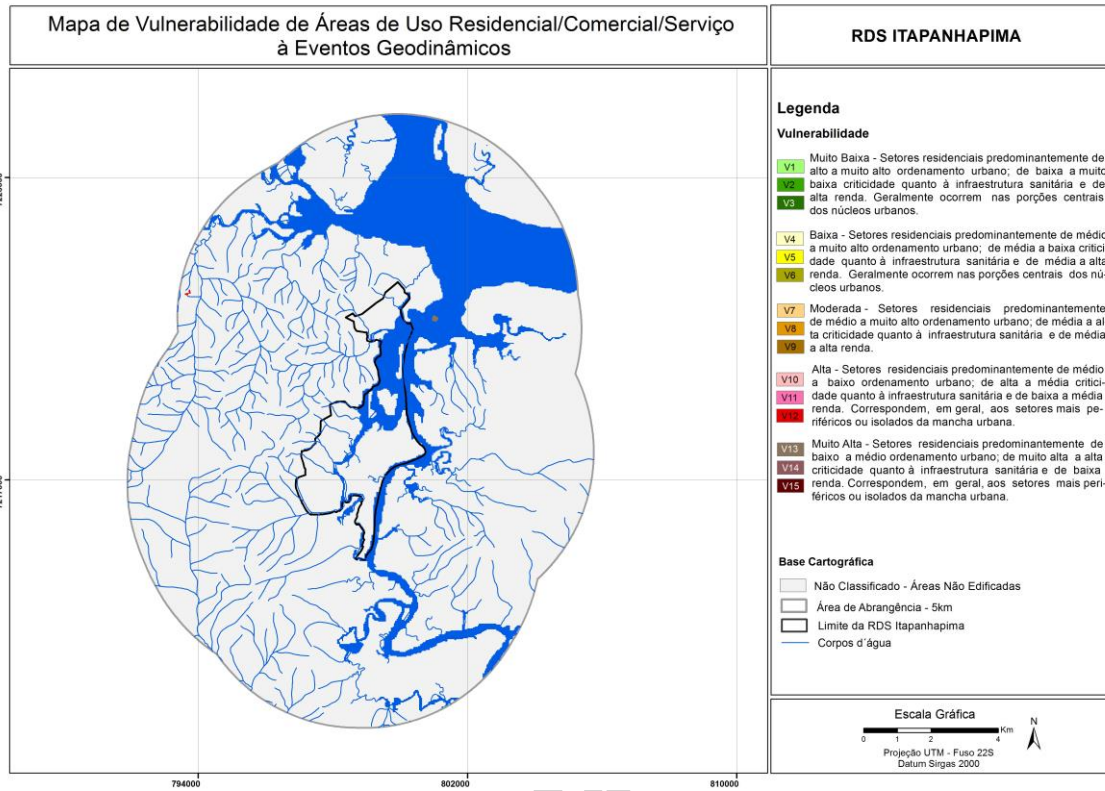 Mapa de Vulnerabilidade de Áreas de Uso Residencial/Comercial/Serviço
à Eventos Geodinâmicos
RDS ITAPANHAPIMA
Legenda
Vulnerabilidade
V1
V2
V3
Muito Baixa - Setores residenciais predominantemente de
alto a muito alto ordenamento urbano; de baixa a muito
baixa criticidade quanto à infraestrutura sanitária e de
alta renda. Geralmente ocorrem nas porções centrais
dos núcleos urbanos.
V4
V5
V6
Baixa - Setores residenciais predominantemente de médio
a muito alto ordenamento urbano; de média a baixa critici
dade quanto à infraestrutura sanitária e de média a alta
renda. Geralmente ocorrem nas porções centrais dos nú-
cleos urbanos.
V7
V8
V9
Moderada - Setores residenciais predominantemente
de médio a muito alto ordenamento urbano; de média a al-
ta criticidade quanto à infraestrutura sanitária e de média
a alta renda.
V10
V11
V12
Alta - Setores residenciais predominantemente de médio
a baixo ordenamento urbano; de alta a média critici-
dade quanto à infraestrutura sanitária e de baixa a média
renda. Correspondem, em geral, aos setores mais pe-
riféricos ou isolados da mancha urbana.
V13
V14
V15
Muito Alta - Setores residenciais predominantemente de
baixo a médio ordenamento urbano; de muito alta a alta
criticidade quanto à infraestrutura sanitária e de baixa
renda. Correspondem, em geral, aos setores mais peri-
féricos ou isolados da mancha urbana.
Base Cartográfica
Não Classificado - Áreas Não Edificadas
Área de Abrangência - 5km
Limite da RDS Itapanhapima
Corpos d´água
Escala Gráfica
Km
0 1 2 4
N
Projeção UTM - Fuso 22S
Datum Sirgas 2000
794000 802000 810000